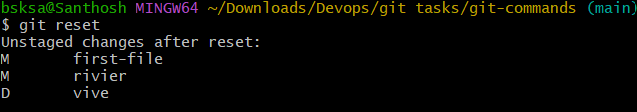 bsksa@Santhosh MINGW64 ~/Downloads/Devops/git tasks/git-commands (main)
$ git reset
Unstaged changes after reset:
M       first-file
M       rivier
D       vive